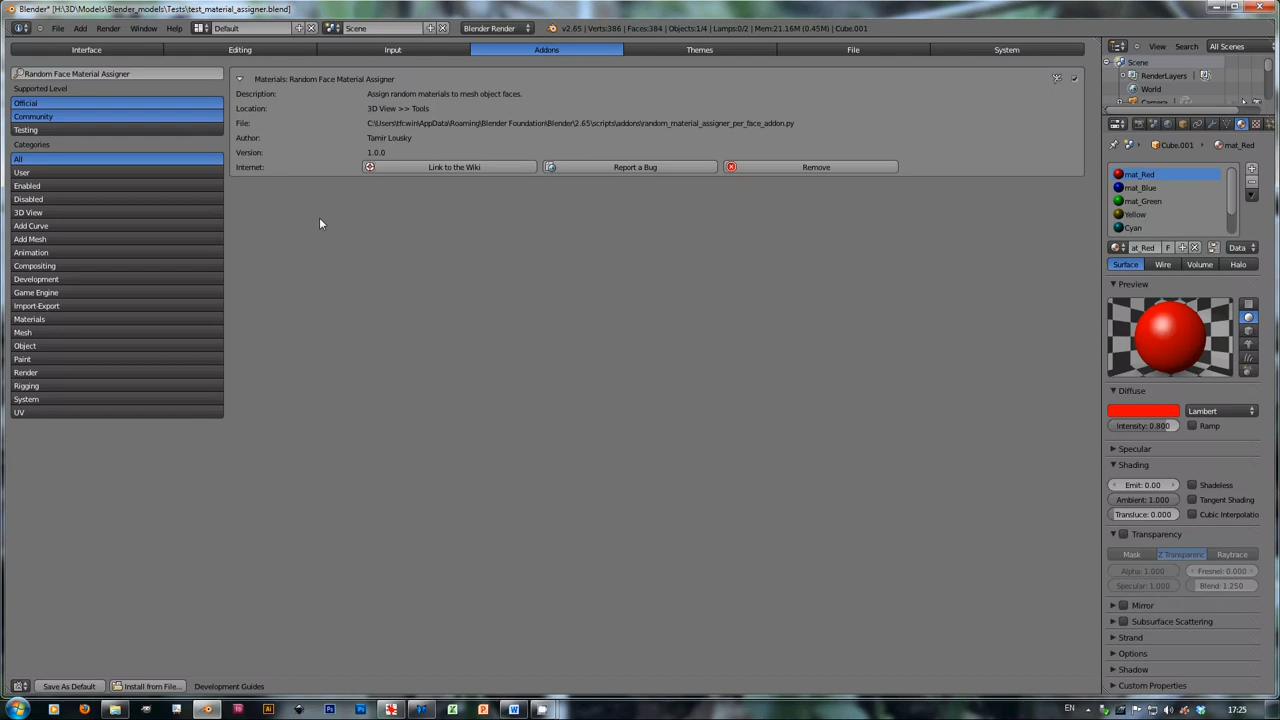 Blender* [H:\3D\Models\Blender_models\Tests\test_material_assigner.blend]
File Add Render Window Help Default Scene Blender Render v2.65 | Verts:386 | Faces:384 | Objects:1/4 | Lamps:0/2 | Mem:21.16M (0.45M) | Cube.001
View Search All Scenes
Interface Editing Input Addons Themes File System
Scene
RenderLayers
World
Camera
Random Face Material Assigner
Supported Level
Official
Community
Testing
Categories
All
User
Enabled
Disabled
3D View
Add Curve
Add Mesh
Animation
Compositing
Development
Game Engine
Import-Export
Materials
Mesh
Object
Paint
Render
Rigging
System
UV
Materials: Random Face Material Assigner
Description: Assign random materials to mesh object faces.
Location: 3D View >> Tools
File: C:\Users\tfcwin\AppData\Roaming\Blender Foundation\Blender\2.65\scripts\addons\random_material_assigner_per_face_addon.py
Author: Tamir Lousky
Version: 1.0.0
Internet: Link to the Wiki Report a Bug Remove
Cube.001 mat_Red
mat_Red
mat_Blue
mat_Green
Yellow
Cyan
at_Red F Data
Surface Wire Volume Halo
Preview
Diffuse
Lambert
Intensity: 0.800 Ramp
Specular
Shading
Emit: 0.00 Shadeless
Ambient: 1.000 Tangent Shading
Transluce: 0.000 Cubic Interpolatio
Transparency
Mask Z Transparenc Raytrace
Alpha: 1.000 Fresnel: 0.000
Specular: 1.000 Blend: 1.250
Mirror
Subsurface Scattering
Strand
Options
Shadow
Custom Properties
Save As Default Install from File... Development Guides
EN 17:25